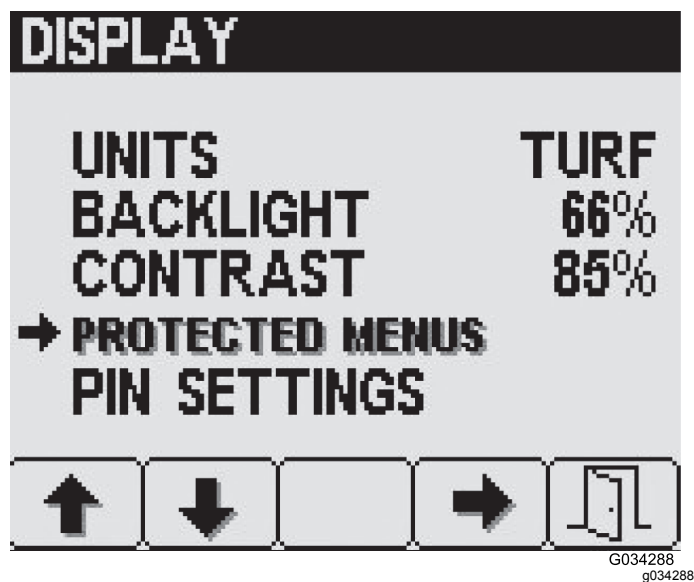 DISPLAY
UNITS TURF
BACKLIGHT 66%
CONTRAST 85%
PROTECTED MENUS
PIN SETTINGS
G034288
g034288